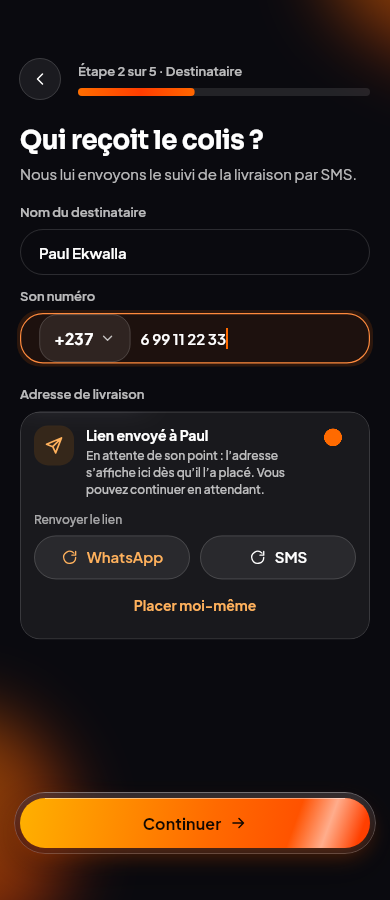 Étape 2 sur 5 · Destinataire
Qui reçoit le colis ?
Nous lui envoyons le suivi de la livraison par SMS.
Nom du destinataire
Paul Ekwalla
Son numéro
+237 6 99 11 22 33
Adresse de livraison
Lien envoyé à Paul
En attente de son point : l’adresse
s’affiche ici dès qu’il l’a placé. Vous
pouvez continuer en attendant.
Renvoyer le lien
WhatsApp SMS
Placer moi-même
Continuer